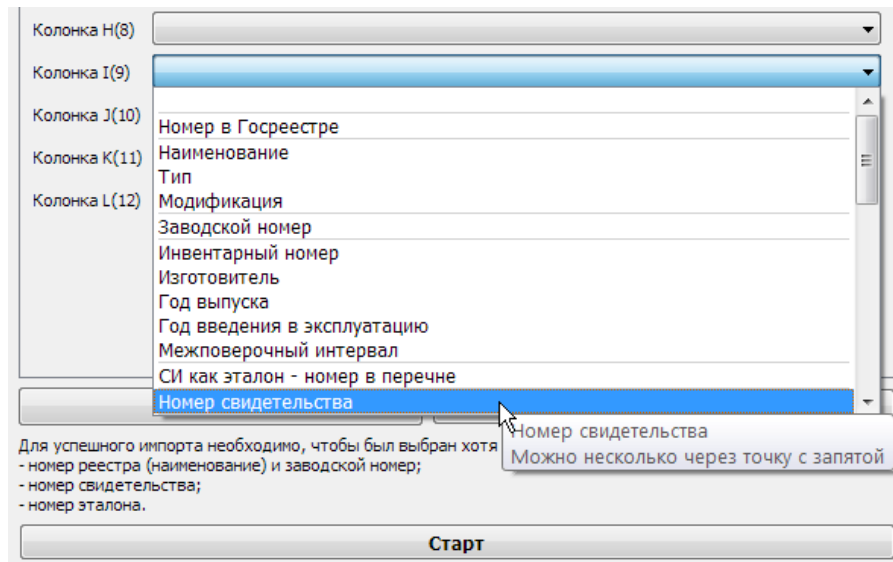 Колонка H(8)
Колонка I(9)
Колонка J(10)
Номер в Госреестре
Колонка K(11)
Наименование
Тип
Колонка L(12)
Модификация
Заводской номер
Инвентарный номер
Изготовитель
Год выпуска
Год введения в эксплуатацию
Межповерочный интервал
СИ как эталон - номер в перечне
Номер свидетельства
Номер свидетельства
Можно несколько через точку с запятой
Для успешного импорта необходимо, чтобы был выбран хотя
- номер реестра (наименование) и заводской номер;
- номер свидетельства;
- номер эталона.
Старт